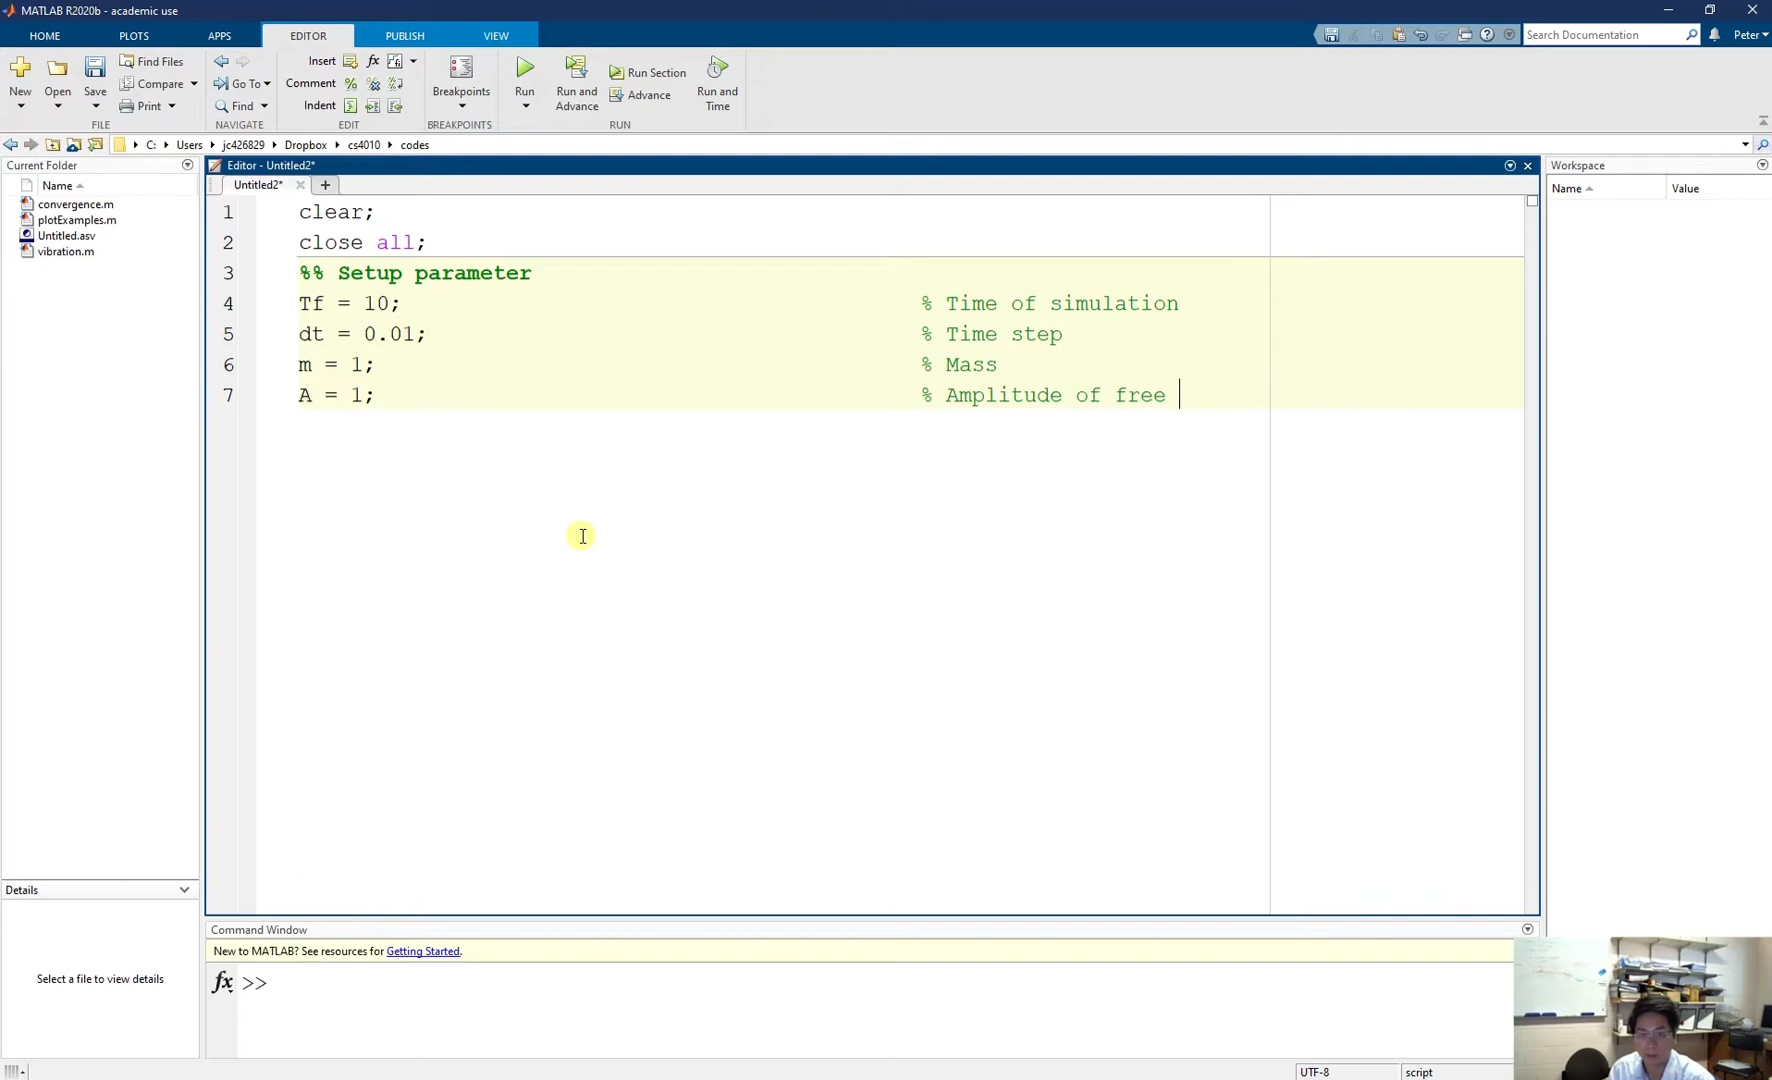 MATLAB R2020b - academic use
HOME PLOTS APPS EDITOR PUBLISH VIEW
Search Documentation
Peter
New
Open
Save
Find Files
Compare
Print
FILE
Go To
Find
NAVIGATE
Insert
fx
Comment
Indent
EDIT
Breakpoints
BREAKPOINTS
Run
Run and Advance
Run Section
Advance
Run and Time
RUN
C: Users jc426829 Dropbox cs4010 codes
Current Folder
Name
convergence.m
plotExamples.m
Untitled.asv
vibration.m
Details
Select a file to view details
Editor - Untitled2*
Untitled2*
1 clear;
2 close all;
3 %% Setup parameter
4 Tf = 10; % Time of simulation
5 dt = 0.01; % Time step
6 m = 1; % Mass
7 A = 1; % Amplitude of free
Workspace
Name Value
Command Window
New to MATLAB? See resources for Getting Started.
fx >>
UTF-8 script